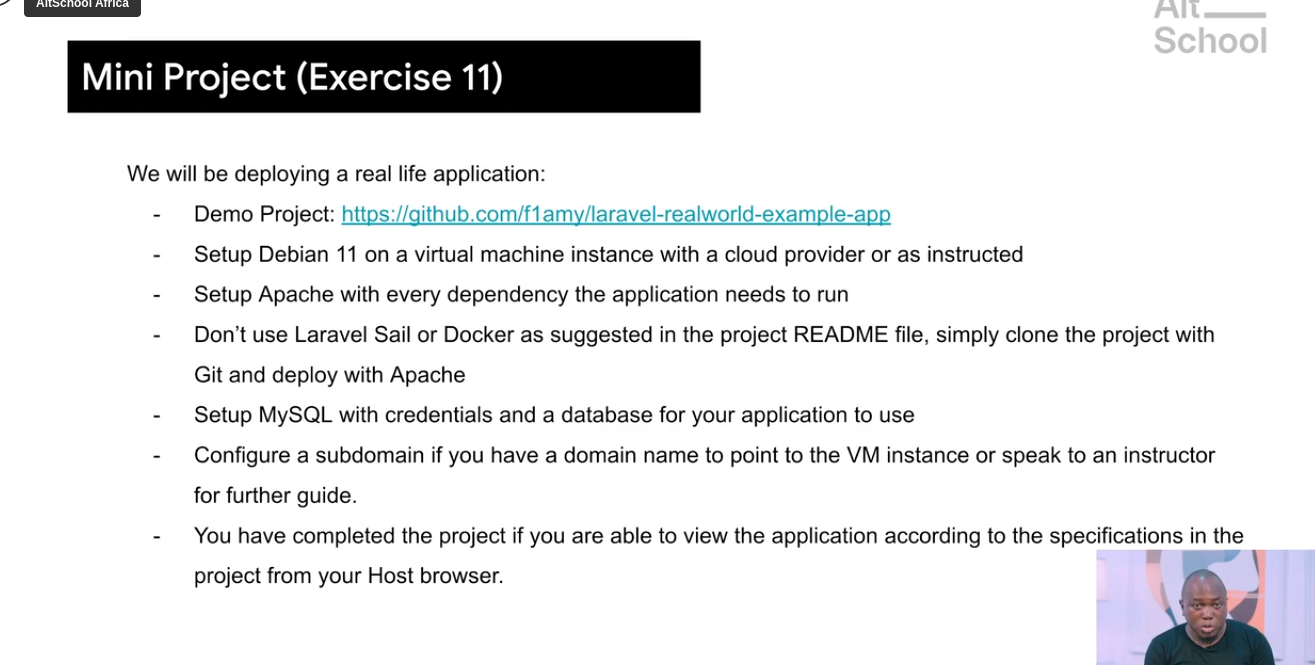 AltSchool Africa
Alt
School
Mini Project (Exercise 11)
We will be deploying a real life application:
- Demo Project: https://github.com/f1amy/laravel-realworld-example-app
- Setup Debian 11 on a virtual machine instance with a cloud provider or as instructed
- Setup Apache with every dependency the application needs to run
- Don’t use Laravel Sail or Docker as suggested in the project README file, simply clone the project with
Git and deploy with Apache
- Setup MySQL with credentials and a database for your application to use
- Configure a subdomain if you have a domain name to point to the VM instance or speak to an instructor
for further guide.
- You have completed the project if you are able to view the application according to the specifications in the
project from your Host browser.